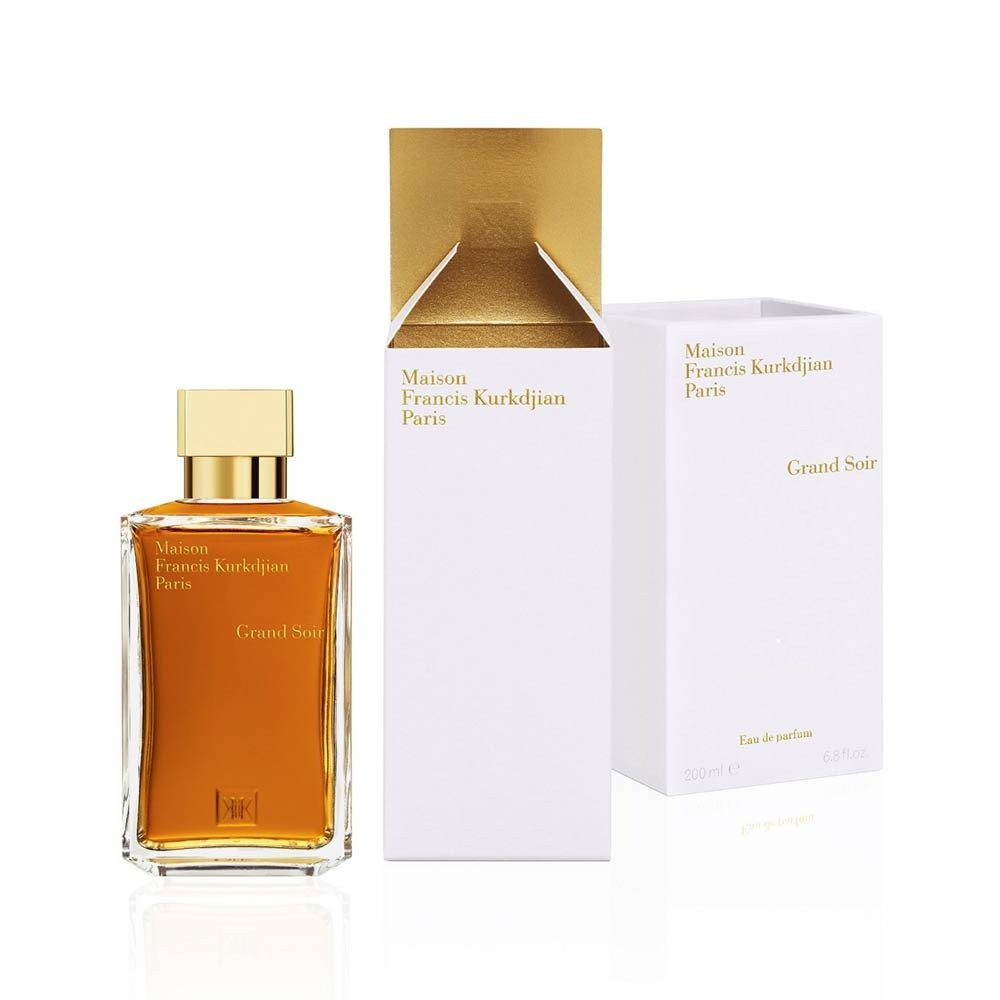 Maison
Francis Kurkdjian
Paris
Grand Soir
Maison
Francis Kurkdjian
Paris
Maison
Francis Kurkdjian
Paris
Grand Soir
Eau de parfum
200 ml ℮
6.8 fl.oz.